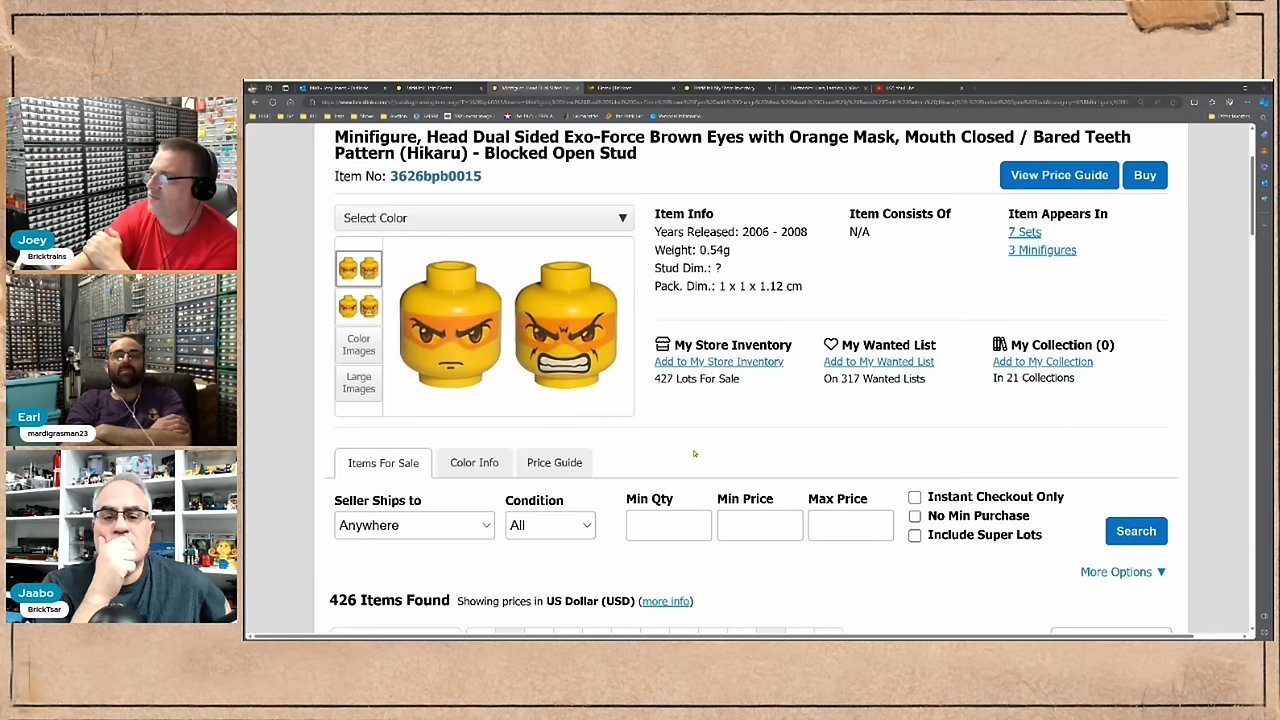 Joey
Bricktrains
Earl
mardigrasman23
Jaabo
BrickTsar
Minifigure, Head Dual Sided Exo-Force Brown Eyes with Orange Mask, Mouth Closed / Bared Teeth
Pattern (Hikaru) - Blocked Open Stud
Item No: 3626bpb0015
View Price Guide
Buy
Select Color ▼
Color
Images
Large
Images
Item Info
Years Released: 2006 - 2008
Weight: 0.54g
Stud Dim.: ?
Pack. Dim.: 1 x 1 x 1.12 cm
Item Consists Of
N/A
Item Appears In
7 Sets
3 Minifigures
My Store Inventory
Add to My Store Inventory
427 Lots For Sale
My Wanted List
Add to My Wanted List
On 317 Wanted Lists
My Collection (0)
Add to My Collection
In 21 Collections
Items For Sale
Color Info
Price Guide
Seller Ships to
Anywhere
Condition
All
Min Qty
Min Price
Max Price
Instant Checkout Only
No Min Purchase
Include Super Lots
Search
More Options ▼
426 Items Found Showing prices in US Dollar (USD) (more info)